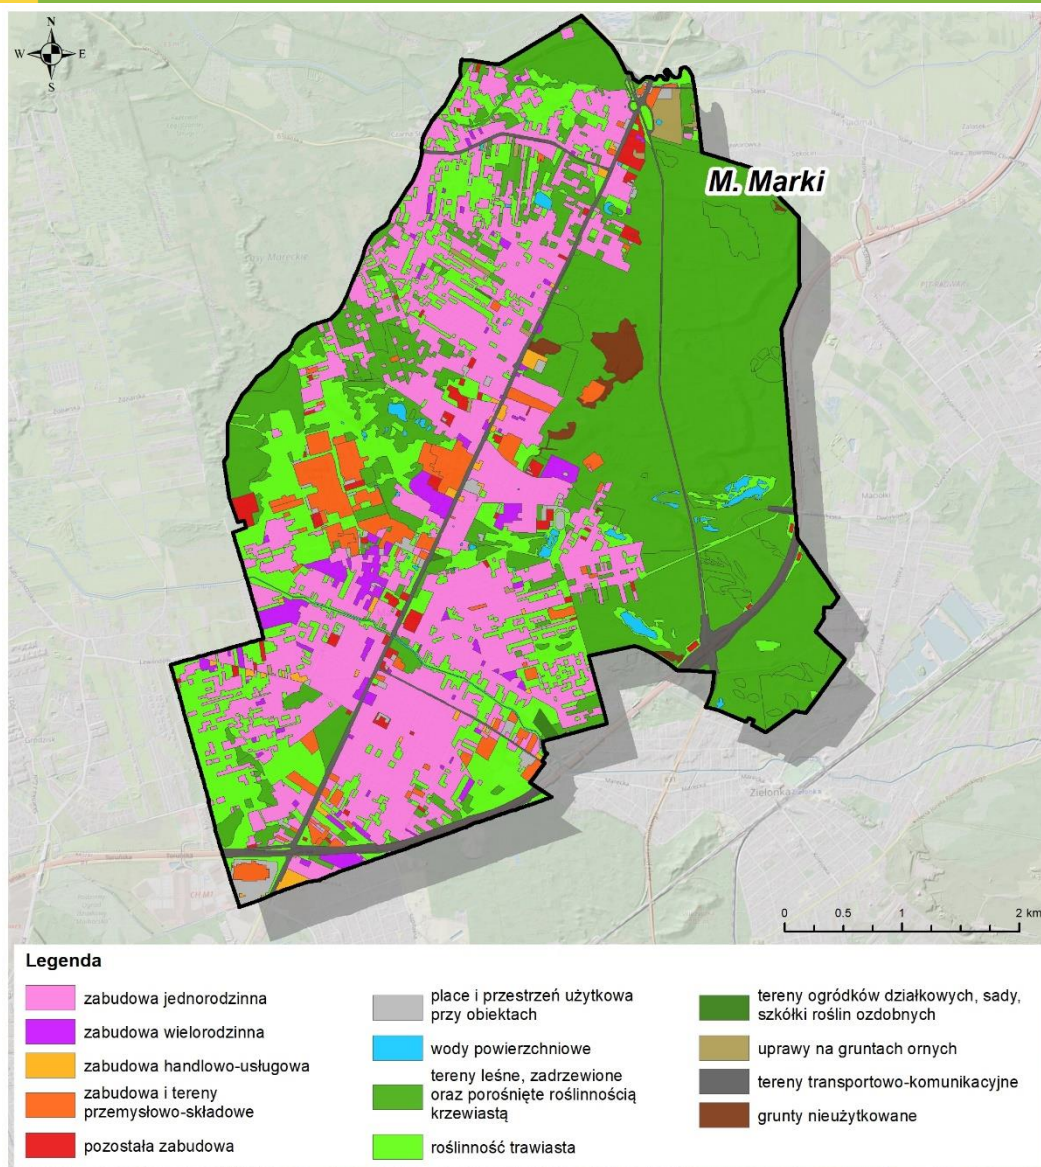 N
W E
S
M. Marki
Zielonka
0 0.5 1 2 km
Legenda
zabudowa jednorodzinna
zabudowa wielorodzinna
zabudowa handlowo-usługowa
zabudowa i tereny
przemysłowo-składowe
pozostała zabudowa
place i przestrzeń użytkowa
przy obiektach
wody powierzchniowe
tereny leśne, zadrzewione
oraz porośnięte roślinnością
krzewiastą
roślinność trawiasta
tereny ogródków działkowych, sady,
szkółki roślin ozdobnych
uprawy na gruntach ornych
tereny transportowo-komunikacyjne
grunty nieużytkowane